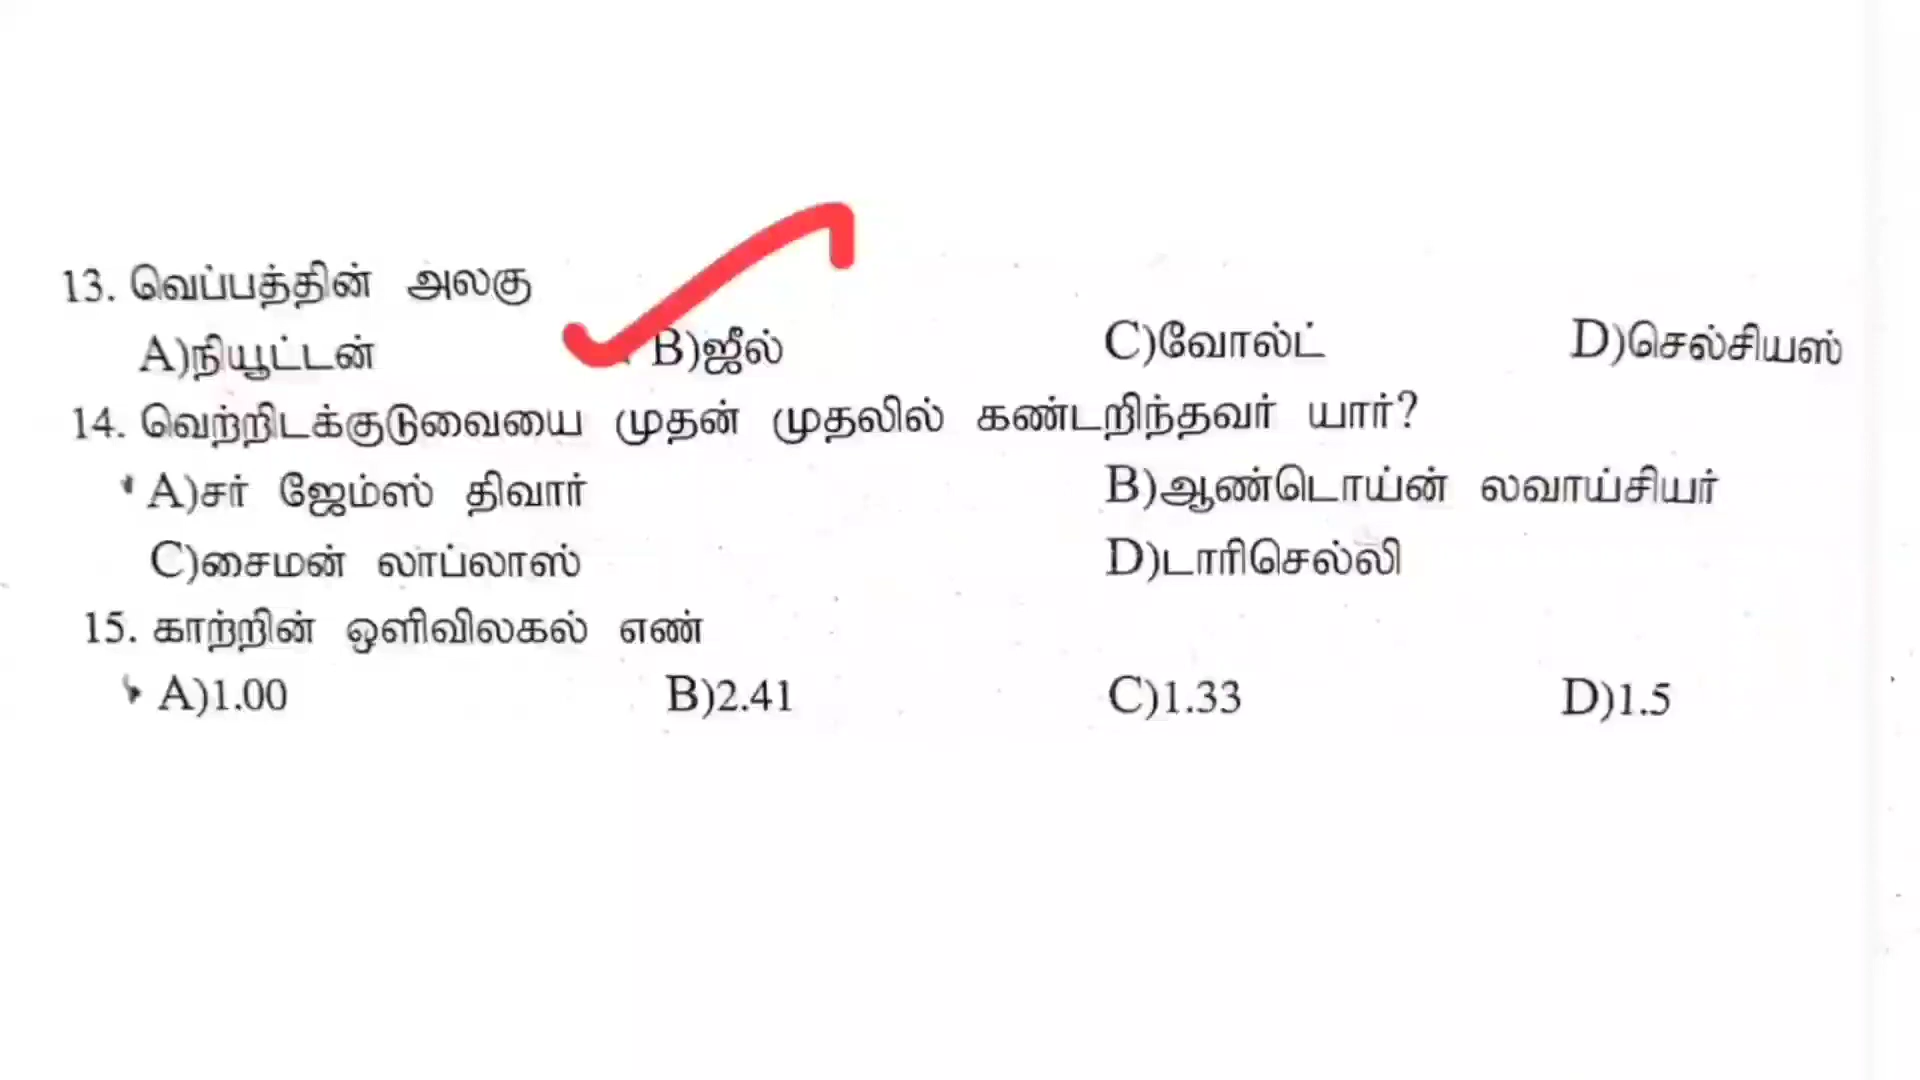 13. வெப்பத்தின் அலகு
A)நியூட்டன் B)ஜீல் C)வோல்ட் D)செல்சியஸ்
14. வெற்றிடக்குடுவையை முதன் முதலில் கண்டறிந்தவர் யார்?
A)சர் ஜேம்ஸ் திவார் B)ஆண்டொய்ன் லவாய்சியர்
C)சைமன் லாப்லாஸ் D)டாரிசெல்லி
15. காற்றின் ஒளிவிலகல் எண்
A)1.00 B)2.41 C)1.33 D)1.5